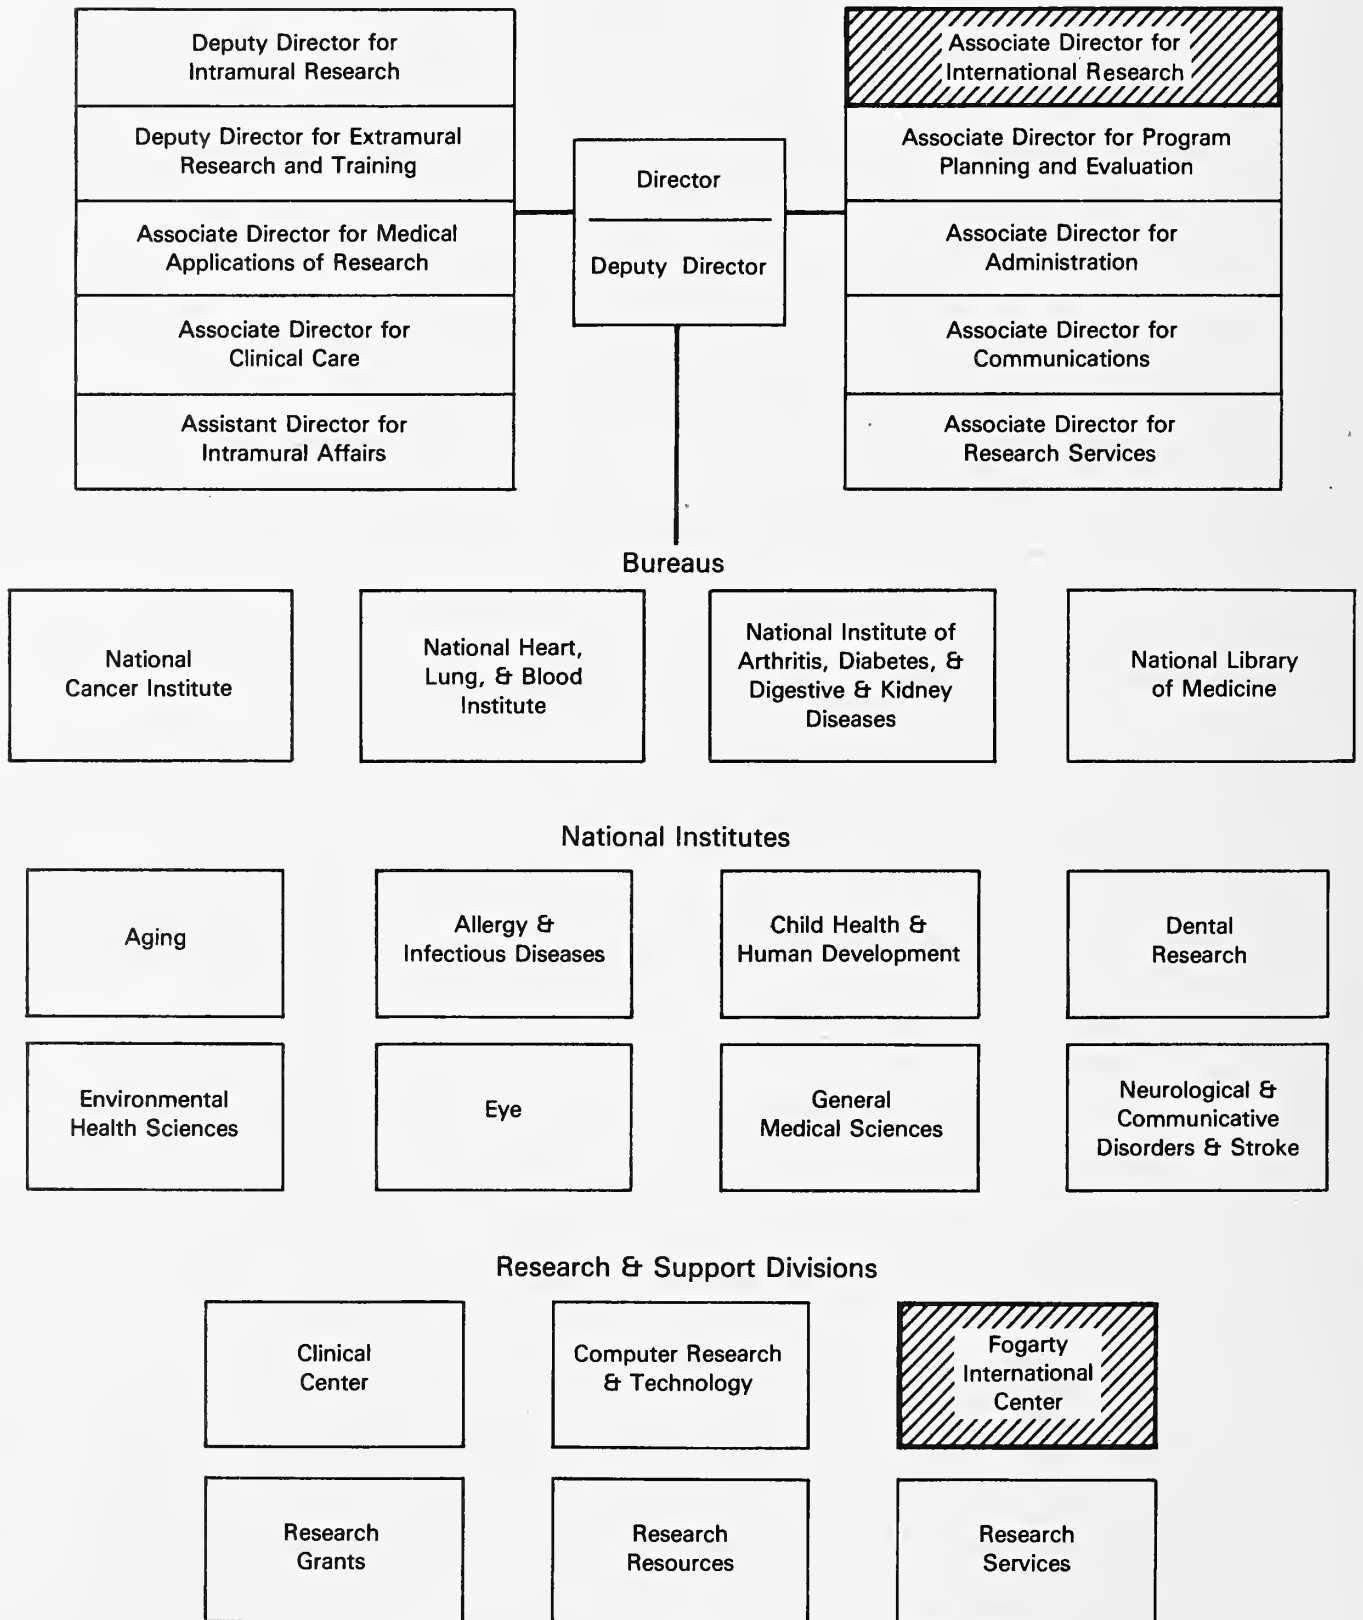 Deputy Director for
Intramural Research
Deputy Director for Extramural
Research and Training
Associate Director for Medical
Applications of Research
Associate Director for
Clinical Care
Assistant Director for
Intramural Affairs
Director
Deputy Director
Associate Director for
International Research
Associate Director for Program
Planning and Evaluation
Associate Director for
Administration
Associate Director for
Communications
Associate Director for
Research Services
Bureaus
National
Cancer Institute
National Heart,
Lung, & Blood
Institute
National Institute of
Arthritis, Diabetes, &
Digestive & Kidney
Diseases
National Library
of Medicine
National Institutes
Aging
Allergy &
Infectious Diseases
Child Health &
Human Development
Dental
Research
Environmental
Health Sciences
Eye
General
Medical Sciences
Neurological &
Communicative
Disorders & Stroke
Research & Support Divisions
Clinical
Center
Computer Research
& Technology
Fogarty
International
Center
Research
Grants
Research
Resources
Research
Services